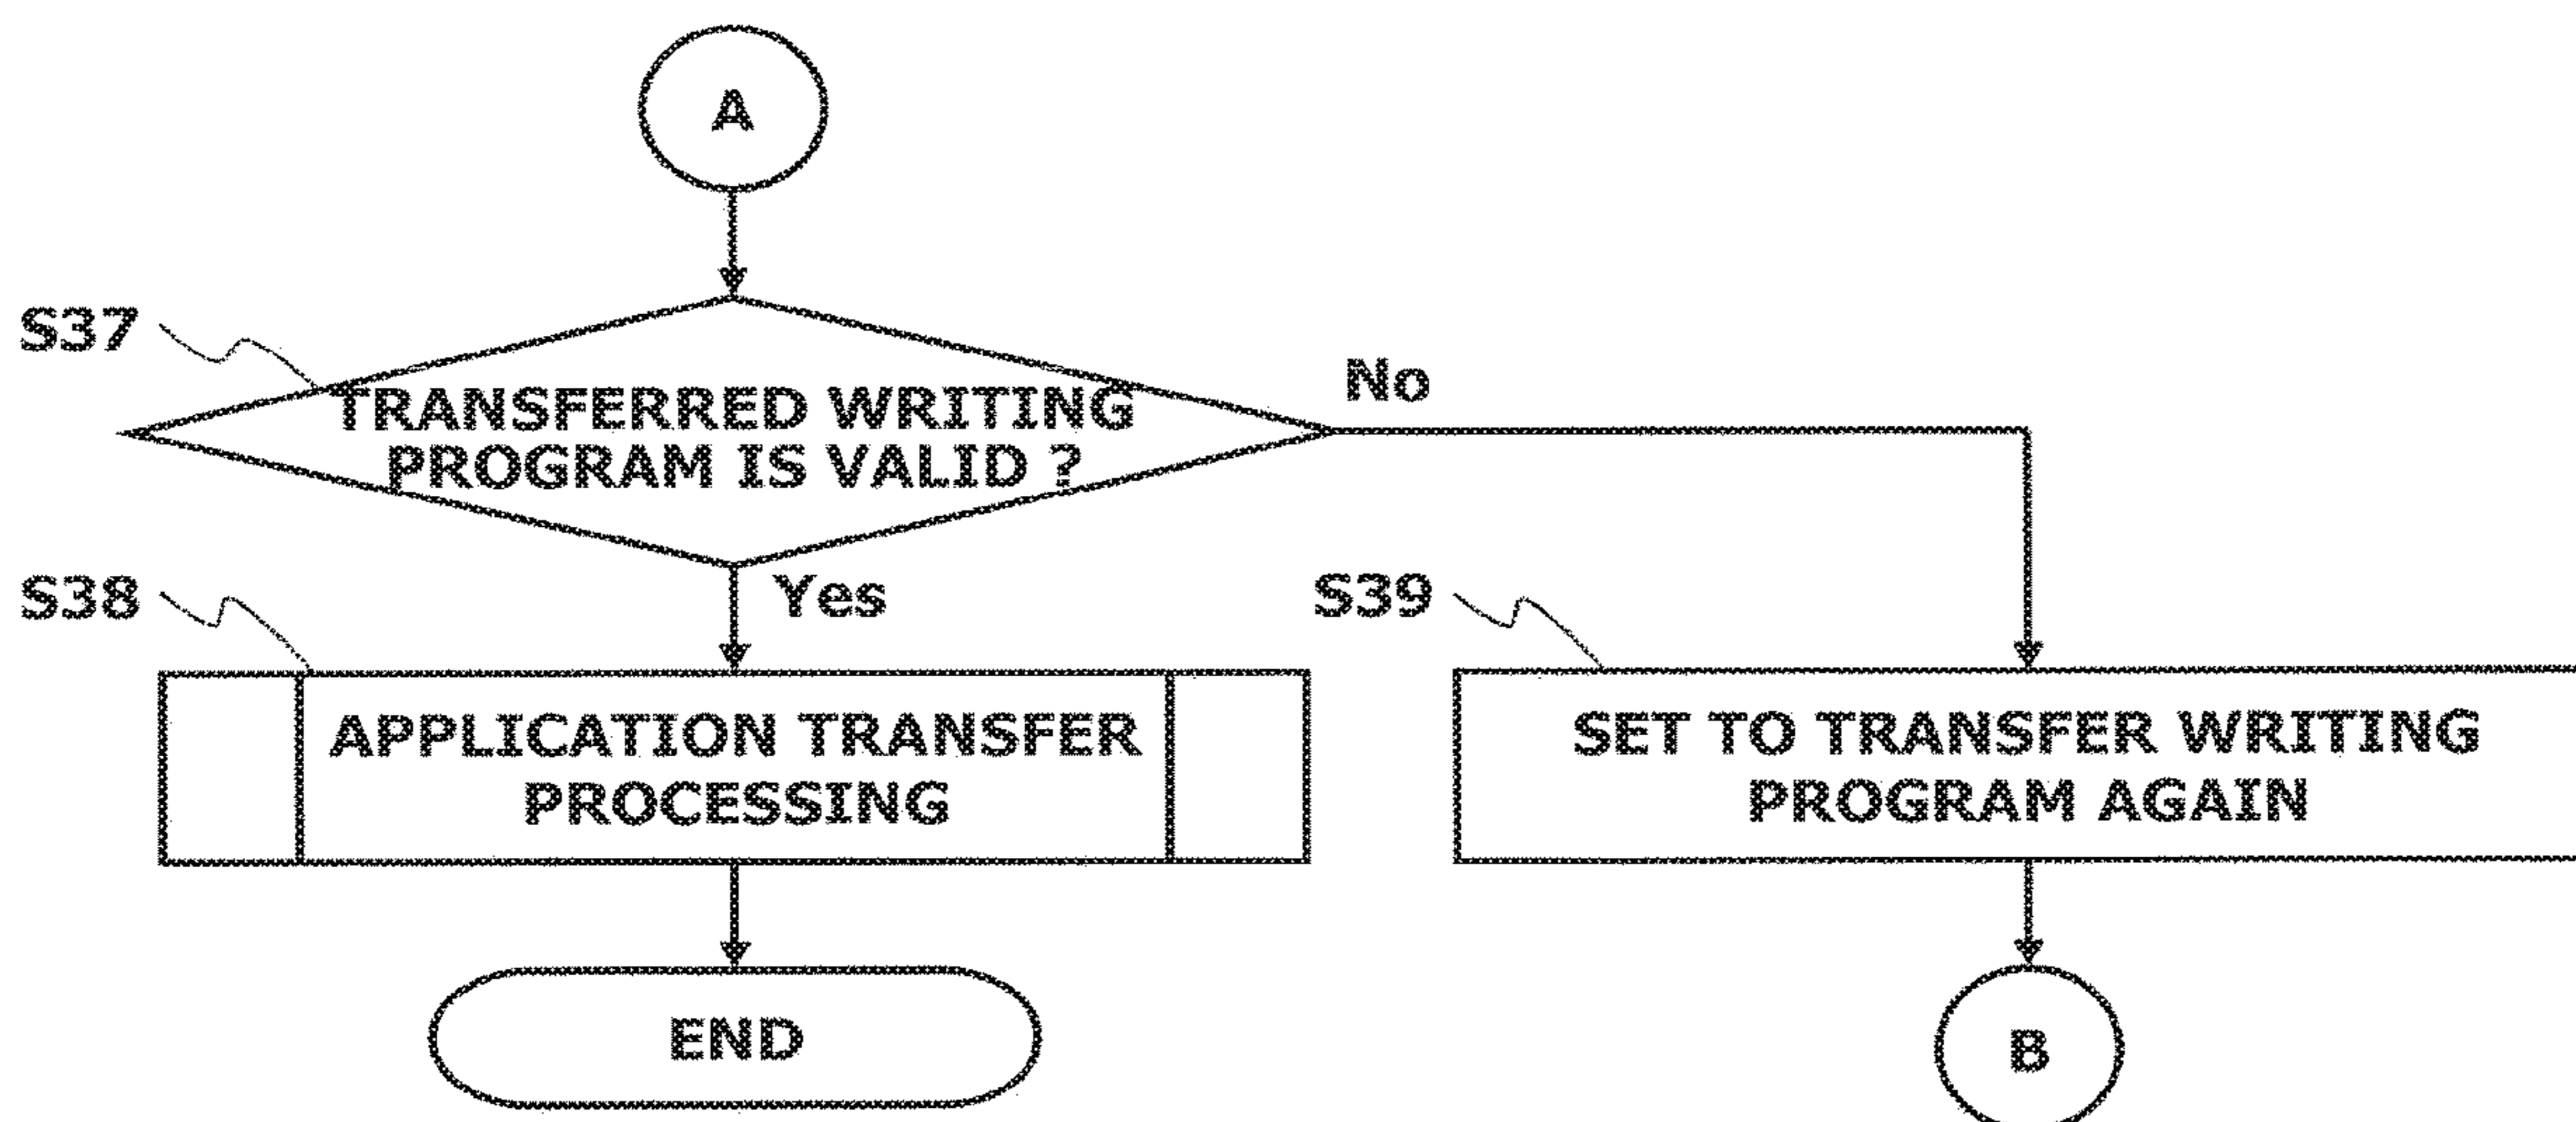 A
S37
TRANSFERRED WRITING
PROGRAM IS VALID ?
No
Yes
S38
APPLICATION TRANSFER
PROCESSING
S39
SET TO TRANSFER WRITING
PROGRAM AGAIN
END
B